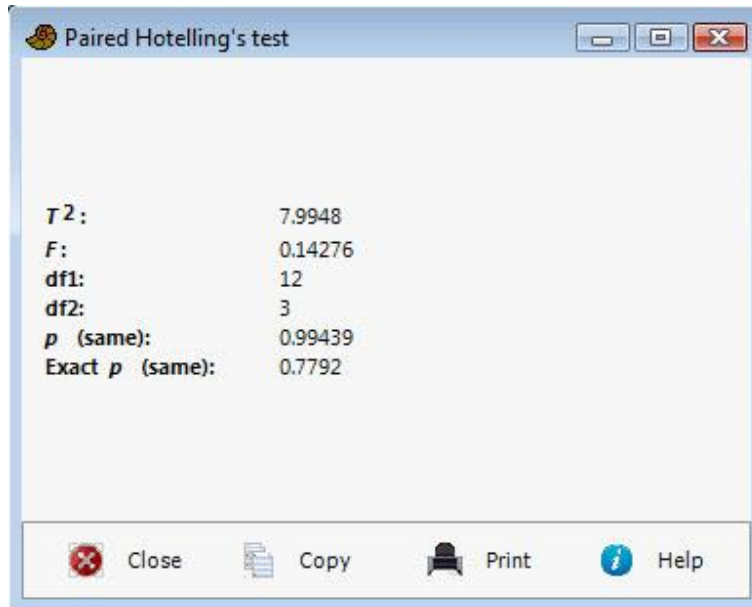 Paired Hotelling's test
T2: 7.9948
F: 0.14276
df1: 12
df2: 3
p (same): 0.99439
Exact p (same): 0.7792
Close Copy Print Help